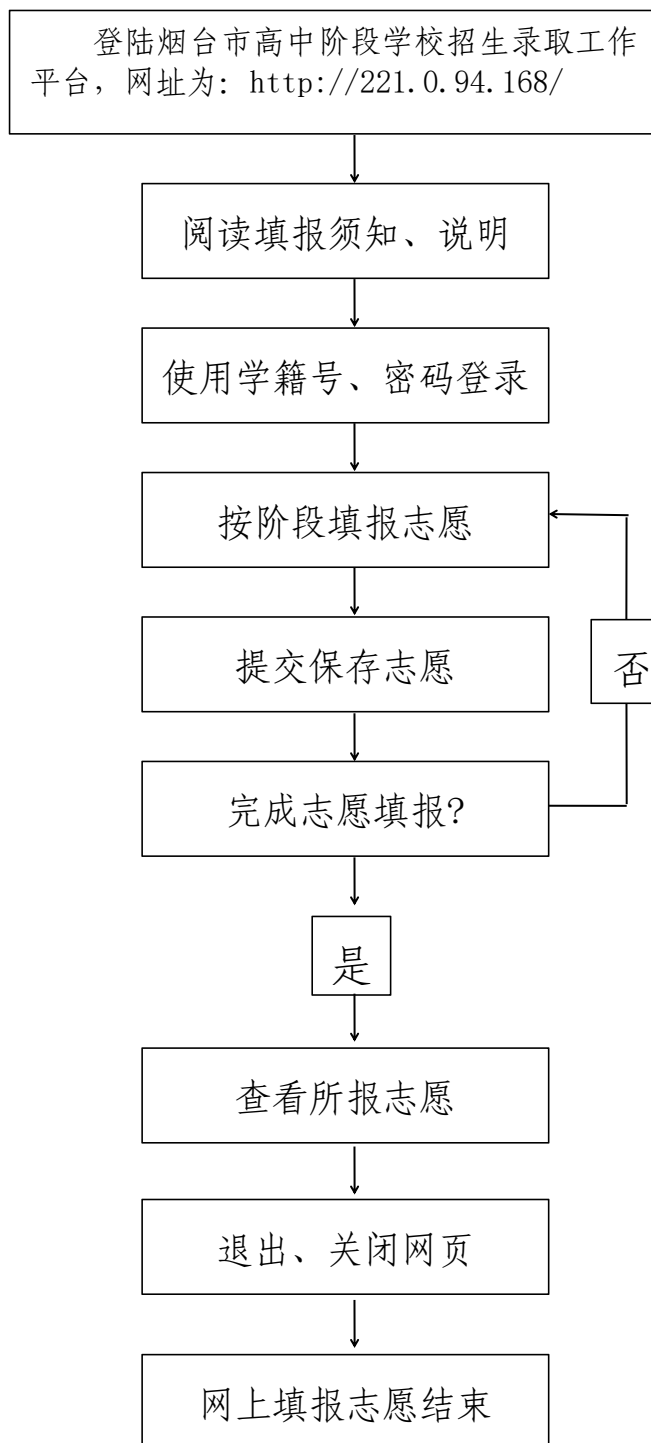 登陆烟台市高中阶段学校招生录取工作
平台，网址为：http://221.0.94.168/
阅读填报须知、说明
使用学籍号、密码登录
按阶段填报志愿
提交保存志愿
否
完成志愿填报?
是
查看所报志愿
退出、关闭网页
网上填报志愿结束